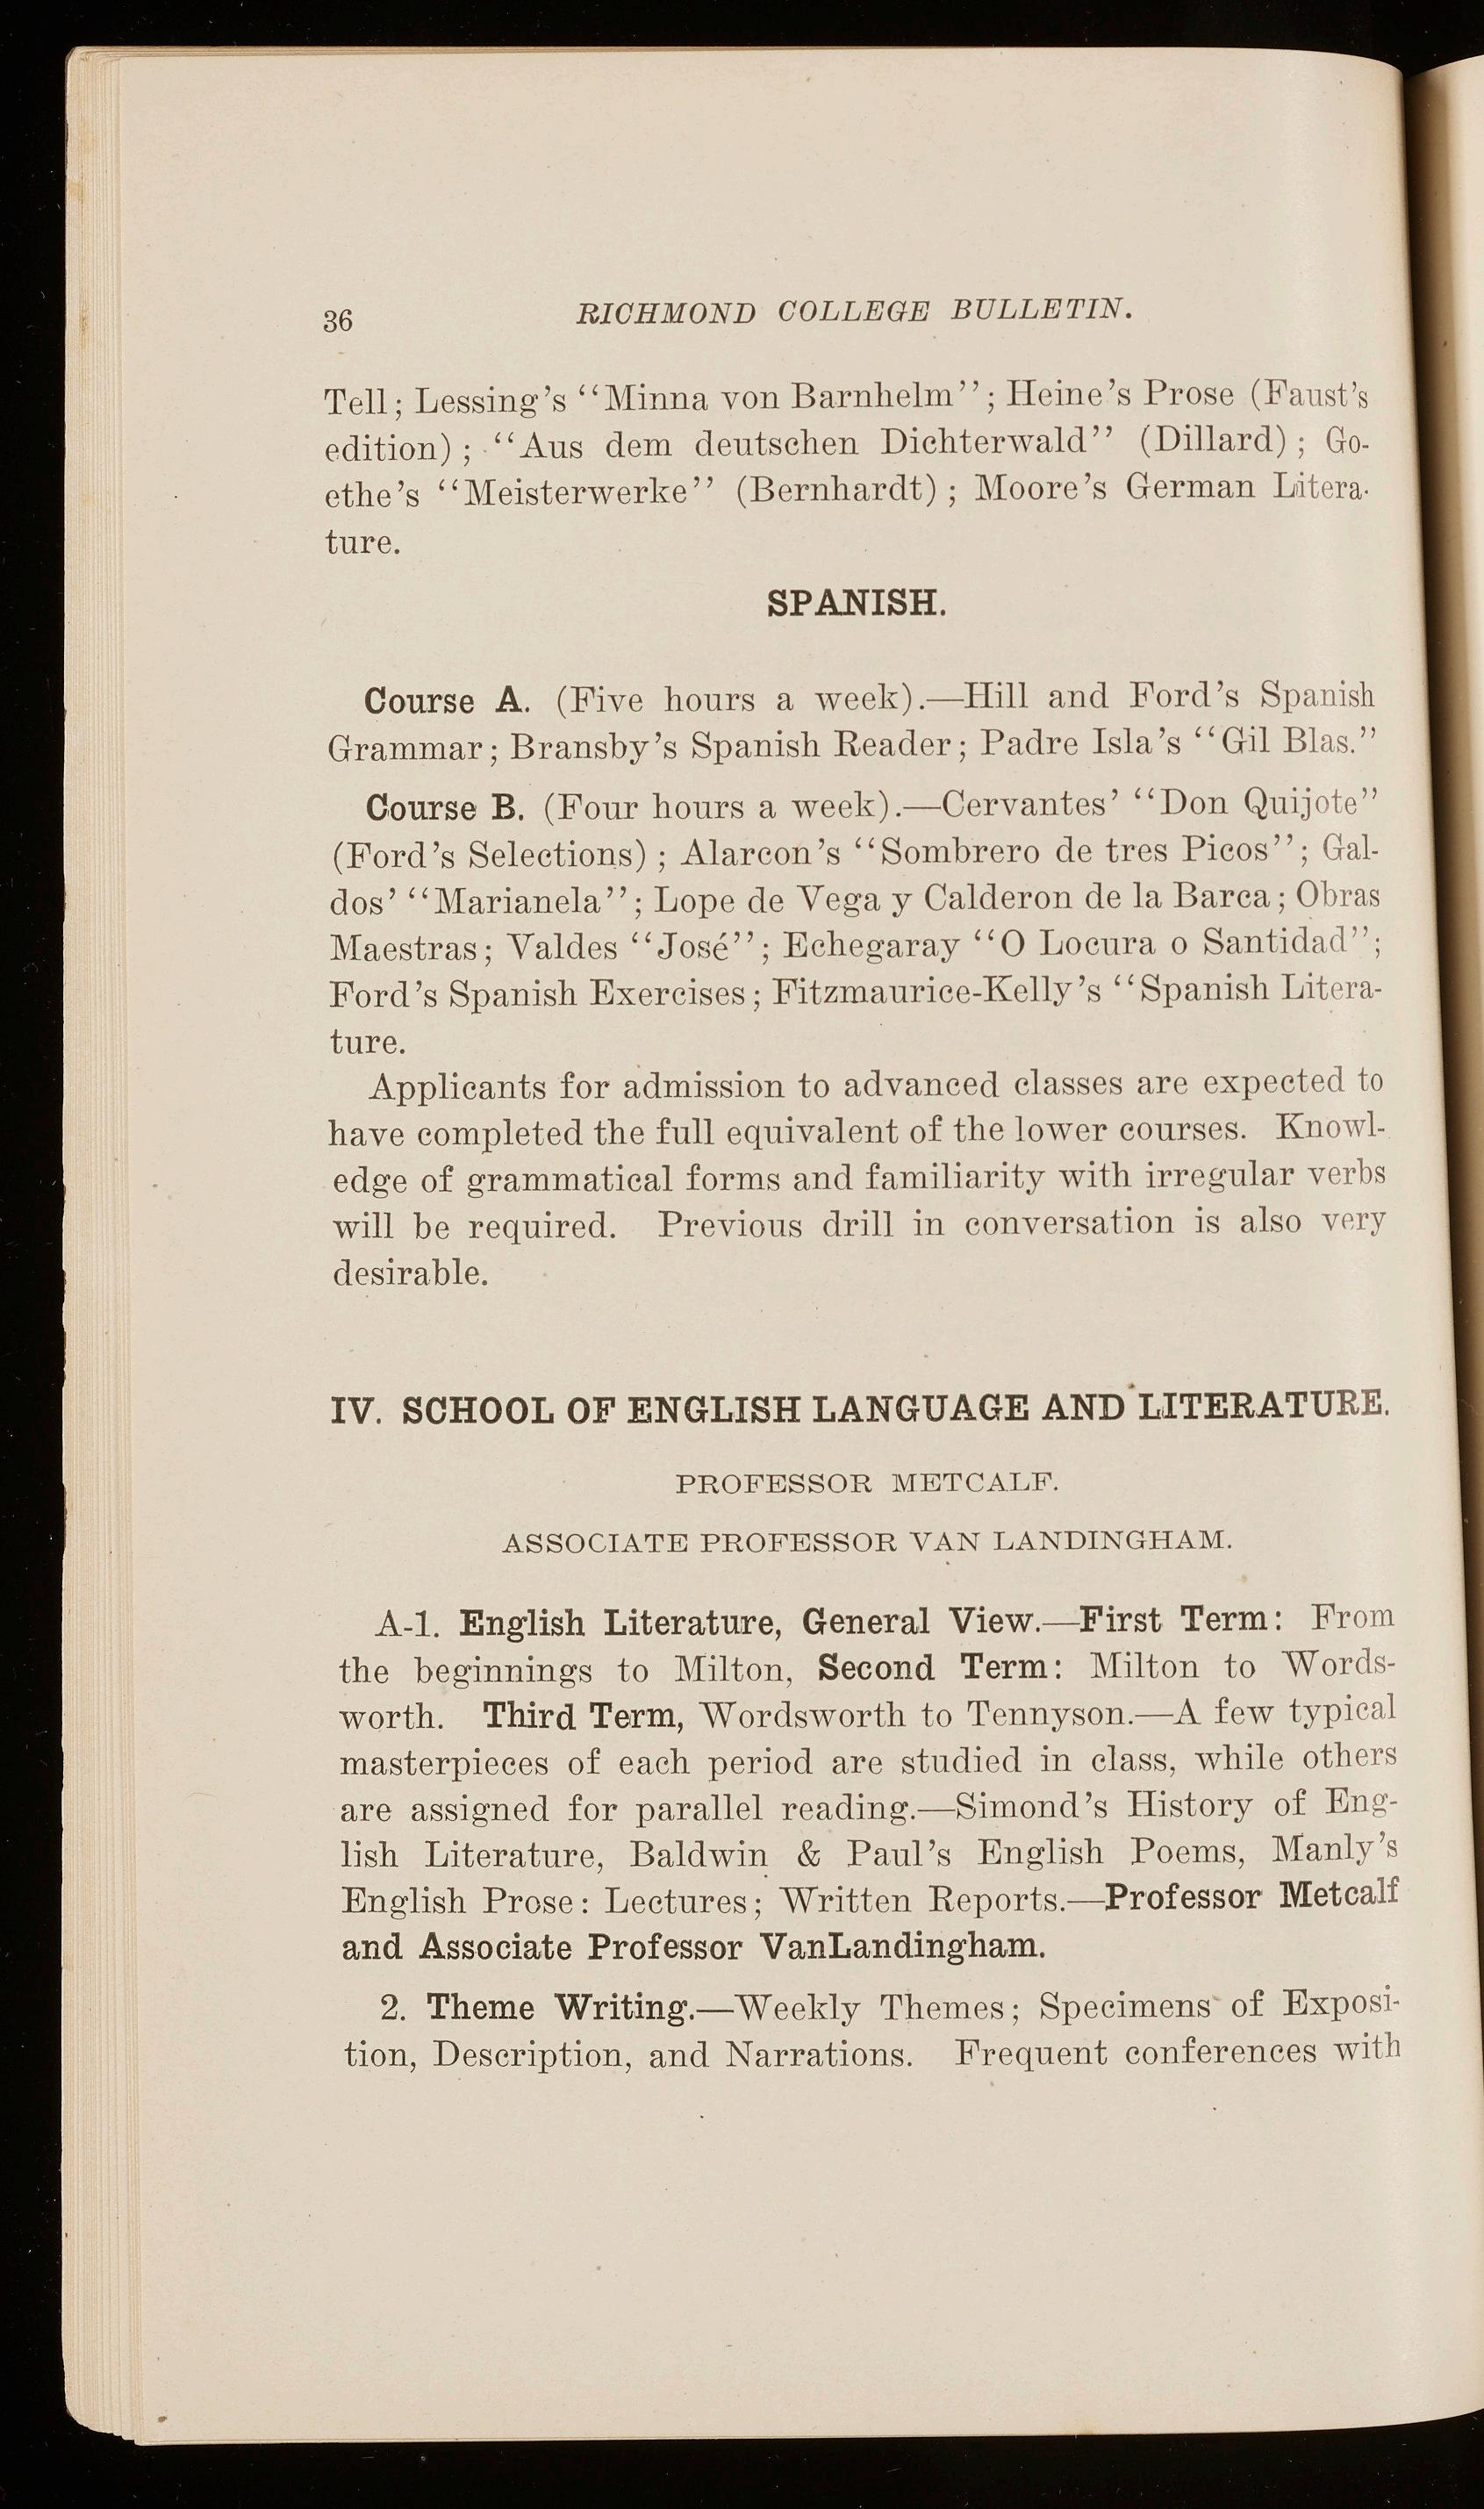 36 RICHMOND COLLEGE BULLETIN.
Tell; Lessing's "Minna von Barnhelm"; Heine's Prose (Faust's
edition); "Aus dem deutschen Dichterwald" (Dillard); Go-
ethe's "Meisterwerke" (Bernhardt); Moore's German Litera-
ture.
SPANISH.
Course A. (Five hours a week).—Hill and Ford's Spanish
Grammar; Bransby's Spanish Reader; Padre Isla's "Gil Blas."
Course B. (Four hours a week).—Cervantes' "Don Quijote"
(Ford's Selections); Alarcon's "Sombrero de tres Picos"; Gal-
dos' "Marianela"; Lope de Vega y Calderon de la Barca; Obras
Maestras; Valdes "José"; Echegaray "O Locura o Santidad";
Ford's Spanish Exercises; Fitzmaurice-Kelly's "Spanish Litera-
ture.
Applicants for admission to advanced classes are expected to
have completed the full equivalent of the lower courses. Knowl-
edge of grammatical forms and familiarity with irregular verbs
will be required. Previous drill in conversation is also very
desirable.
IV. SCHOOL OF ENGLISH LANGUAGE AND LITERATURE.
PROFESSOR METCALF.
ASSOCIATE PROFESSOR VAN LANDINGHAM.
A-1. English Literature, General View.—First Term: From
the beginnings to Milton, Second Term: Milton to Words-
worth. Third Term, Wordsworth to Tennyson.—A few typical
masterpieces of each period are studied in class, while others
are assigned for parallel reading.—Simond's History of Eng-
lish Literature, Baldwin & Paul's English Poems, Manly's
English Prose: Lectures; Written Reports.—Professor Metcalf
and Associate Professor VanLandingham.
2. Theme Writing.—Weekly Themes; Specimens of Exposi-
tion, Description, and Narrations. Frequent conferences with